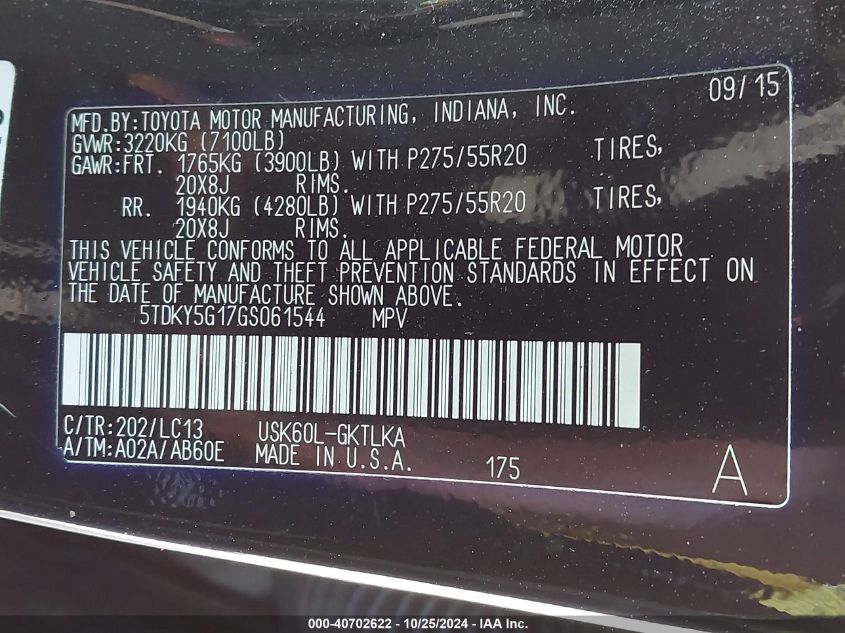 09/15
MFD.BY:TOYOTA MOTOR MANUFACTURING, INDIANA, INC.
GVWR:3220KG (7100LB)
GAWR:FRT. 1765KG (3900LB) WITH P275/55R20 TIRES,
20X8J RIMS.
RR. 1940KG (4280LB) WITH P275/55R20 TIRES,
20X8J RIMS.
THIS VEHICLE CONFORMS TO ALL APPLICABLE FEDERAL MOTOR
VEHICLE SAFETY AND THEFT PREVENTION STANDARDS IN EFFECT ON
THE DATE OF MANUFACTURE SHOWN ABOVE.
5TDKY5G17GS061544 MPV
C/TR:202/LC13 USK60L-GKTLKA
A/TM:A02A/AB60E MADE IN U.S.A. 175 A
000-40702622 - 10/25/2024 - IAA Inc.